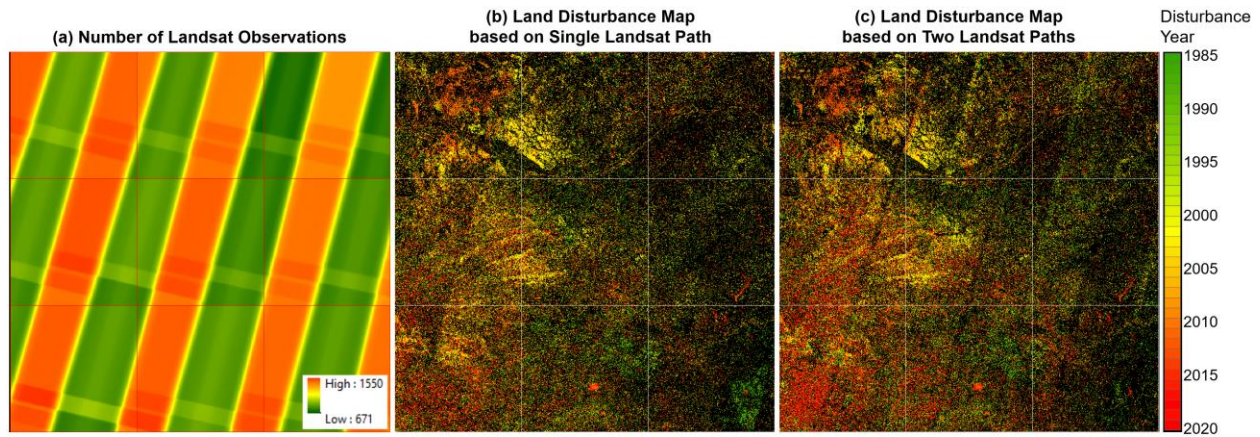 (a) Number of Landsat Observations
High : 1550
Low : 671
(b) Land Disturbance Map
based on Single Landsat Path
(c) Land Disturbance Map
based on Two Landsat Paths
Disturbance
Year
1985
1990
1995
2000
2005
2010
2015
2020